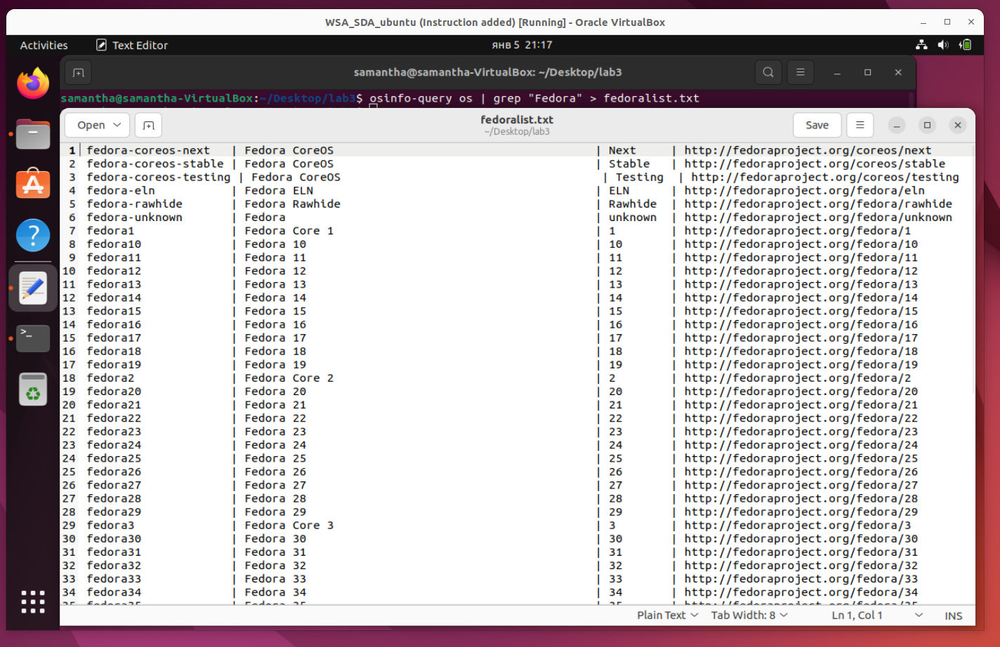 WSA_SDA_ubuntu (Instruction added) [Running] - Oracle VirtualBox
Activities Text Editor янв 5 21:17
samantha@samantha-VirtualBox: ~/Desktop/lab3
samantha@samantha-VirtualBox:~/Desktop/lab3$ osinfo-query os | grep "Fedora" > fedoralist.txt
Open fedoralist.txt Save
~/Desktop/lab3
1 fedora-coreos-next | Fedora CoreOS | Next | http://fedoraproject.org/coreos/next
2 fedora-coreos-stable | Fedora CoreOS | Stable | http://fedoraproject.org/coreos/stable
3 fedora-coreos-testing | Fedora CoreOS | Testing | http://fedoraproject.org/coreos/testing
4 fedora-eln | Fedora ELN | ELN | http://fedoraproject.org/fedora/eln
5 fedora-rawhide | Fedora Rawhide | Rawhide | http://fedoraproject.org/fedora/rawhide
6 fedora-unknown | Fedora | unknown | http://fedoraproject.org/fedora/unknown
7 fedora1 | Fedora Core 1 | 1 | http://fedoraproject.org/fedora/1
8 fedora10 | Fedora 10 | 10 | http://fedoraproject.org/fedora/10
9 fedora11 | Fedora 11 | 11 | http://fedoraproject.org/fedora/11
10 fedora12 | Fedora 12 | 12 | http://fedoraproject.org/fedora/12
11 fedora13 | Fedora 13 | 13 | http://fedoraproject.org/fedora/13
12 fedora14 | Fedora 14 | 14 | http://fedoraproject.org/fedora/14
13 fedora15 | Fedora 15 | 15 | http://fedoraproject.org/fedora/15
14 fedora16 | Fedora 16 | 16 | http://fedoraproject.org/fedora/16
15 fedora17 | Fedora 17 | 17 | http://fedoraproject.org/fedora/17
16 fedora18 | Fedora 18 | 18 | http://fedoraproject.org/fedora/18
17 fedora19 | Fedora 19 | 19 | http://fedoraproject.org/fedora/19
18 fedora2 | Fedora Core 2 | 2 | http://fedoraproject.org/fedora/2
19 fedora20 | Fedora 20 | 20 | http://fedoraproject.org/fedora/20
20 fedora21 | Fedora 21 | 21 | http://fedoraproject.org/fedora/21
21 fedora22 | Fedora 22 | 22 | http://fedoraproject.org/fedora/22
22 fedora23 | Fedora 23 | 23 | http://fedoraproject.org/fedora/23
23 fedora24 | Fedora 24 | 24 | http://fedoraproject.org/fedora/24
24 fedora25 | Fedora 25 | 25 | http://fedoraproject.org/fedora/25
25 fedora26 | Fedora 26 | 26 | http://fedoraproject.org/fedora/26
26 fedora27 | Fedora 27 | 27 | http://fedoraproject.org/fedora/27
27 fedora28 | Fedora 28 | 28 | http://fedoraproject.org/fedora/28
28 fedora29 | Fedora 29 | 29 | http://fedoraproject.org/fedora/29
29 fedora3 | Fedora Core 3 | 3 | http://fedoraproject.org/fedora/3
30 fedora30 | Fedora 30 | 30 | http://fedoraproject.org/fedora/30
31 fedora31 | Fedora 31 | 31 | http://fedoraproject.org/fedora/31
32 fedora32 | Fedora 32 | 32 | http://fedoraproject.org/fedora/32
33 fedora33 | Fedora 33 | 33 | http://fedoraproject.org/fedora/33
34 fedora34 | Fedora 34 | 34 | http://fedoraproject.org/fedora/34
Plain Text Tab Width: 8 Ln 1, Col 1 INS